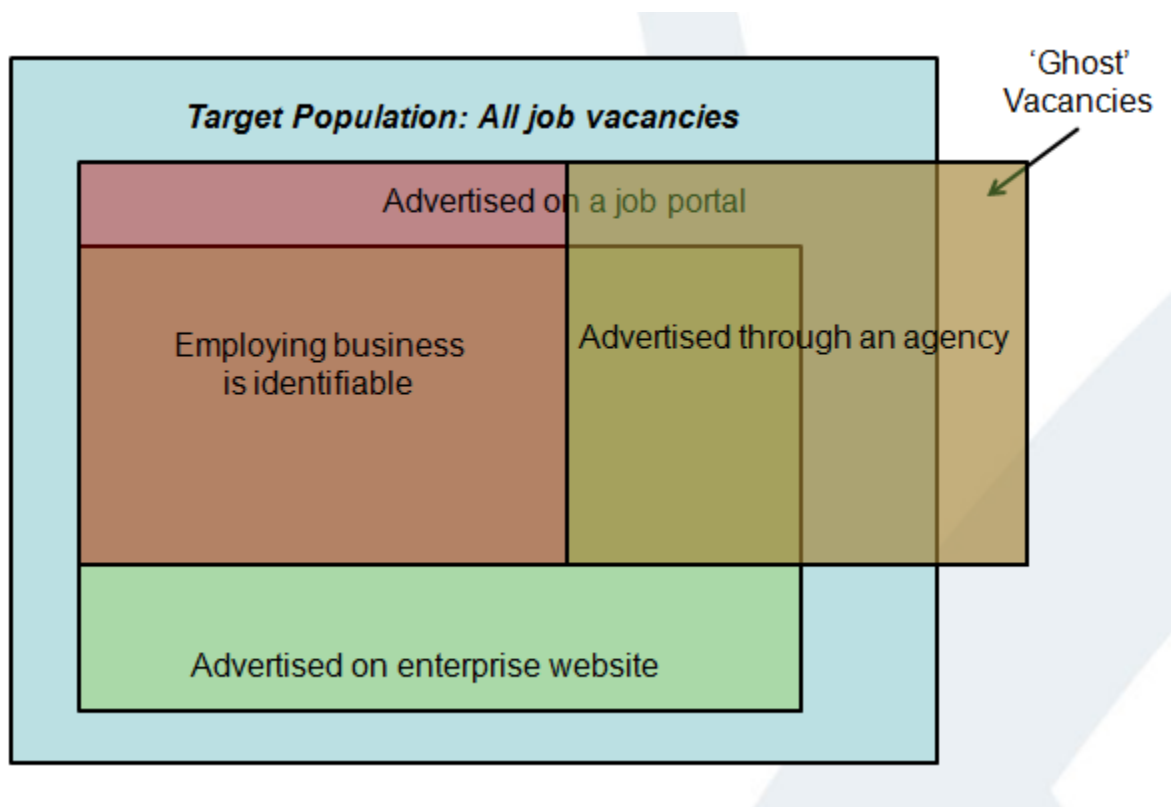 ‘Ghost’
Vacancies
Target Population: All job vacancies
Advertised on a job portal
Employing business
is identifiable
Advertised through an agency
Advertised on enterprise website